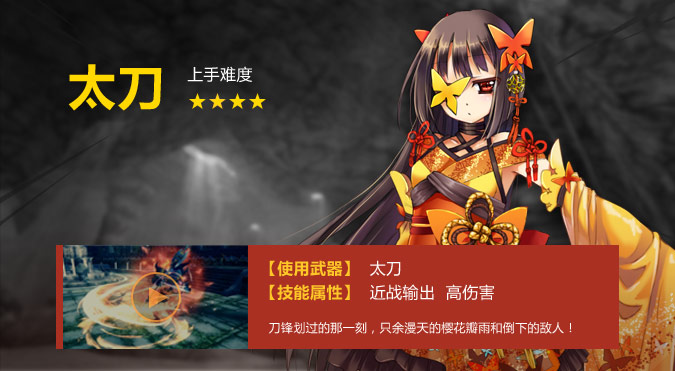 太刀
上手难度
★★★★
【使用武器】 太刀
【技能属性】 近战输出 高伤害
刀锋划过的那一刻，只余漫天的樱花瓣雨和倒下的敌人！